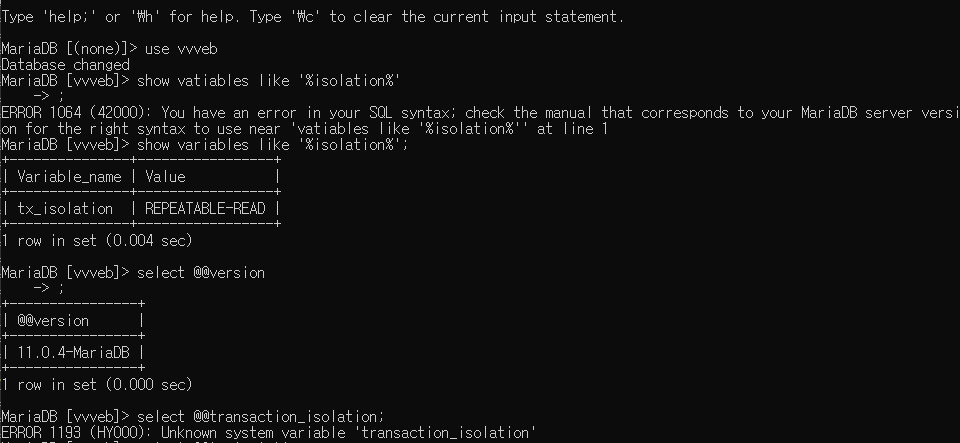 Type 'help;' or '₩h' for help. Type '₩c' to clear the current input statement.
MariaDB [(none)]> use vvveb
Database changed
MariaDB [vvveb]> show vatiables like '%isolation%'
    -> ;
ERROR 1064 (42000): You have an error in your SQL syntax; check the manual that corresponds to your MariaDB server versi
on for the right syntax to use near 'vatiables like '%isolation%'' at line 1
MariaDB [vvveb]> show variables like '%isolation%';
+---------------+-----------------+
| Variable_name | Value           |
+---------------+-----------------+
| tx_isolation  | REPEATABLE-READ |
+---------------+-----------------+
1 row in set (0.004 sec)
MariaDB [vvveb]> select @@version
    -> ;
+----------------+
| @@version      |
+----------------+
| 11.0.4-MariaDB |
+----------------+
1 row in set (0.000 sec)
MariaDB [vvveb]> select @@transaction_isolation;
ERROR 1193 (HY000): Unknown system variable 'transaction_isolation'